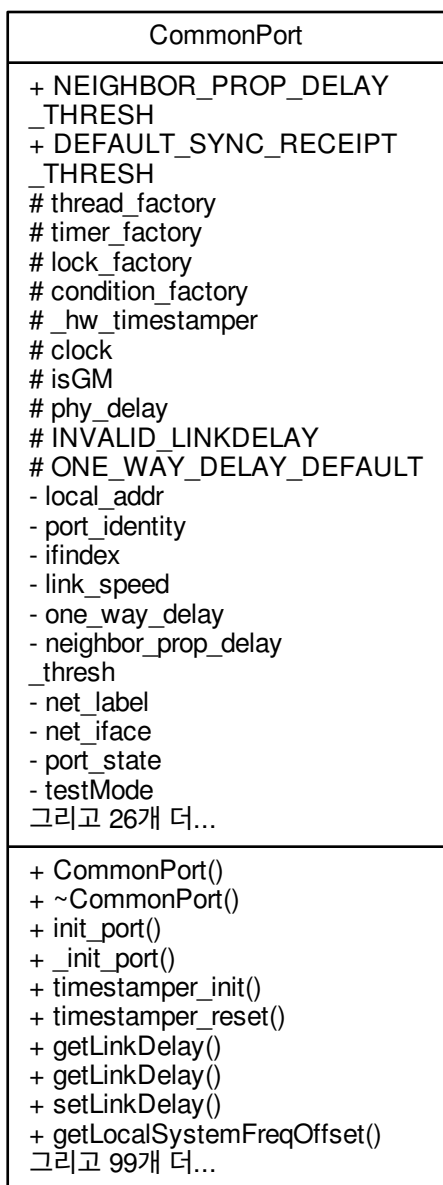 CommonPort
+ NEIGHBOR_PROP_DELAY
_THRESH
+ DEFAULT_SYNC_RECEIPT
_THRESH
# thread_factory
# timer_factory
# lock_factory
# condition_factory
# _hw_timestamper
# clock
# isGM
# phy_delay
# INVALID_LINKDELAY
# ONE_WAY_DELAY_DEFAULT
- local_addr
- port_identity
- ifindex
- link_speed
- one_way_delay
- neighbor_prop_delay
_thresh
- net_label
- net_iface
- port_state
- testMode
그리고 26개 더...
+ CommonPort()
+ ~CommonPort()
+ init_port()
+ _init_port()
+ timestamper_init()
+ timestamper_reset()
+ getLinkDelay()
+ getLinkDelay()
+ setLinkDelay()
+ getLocalSystemFreqOffset()
그리고 99개 더...